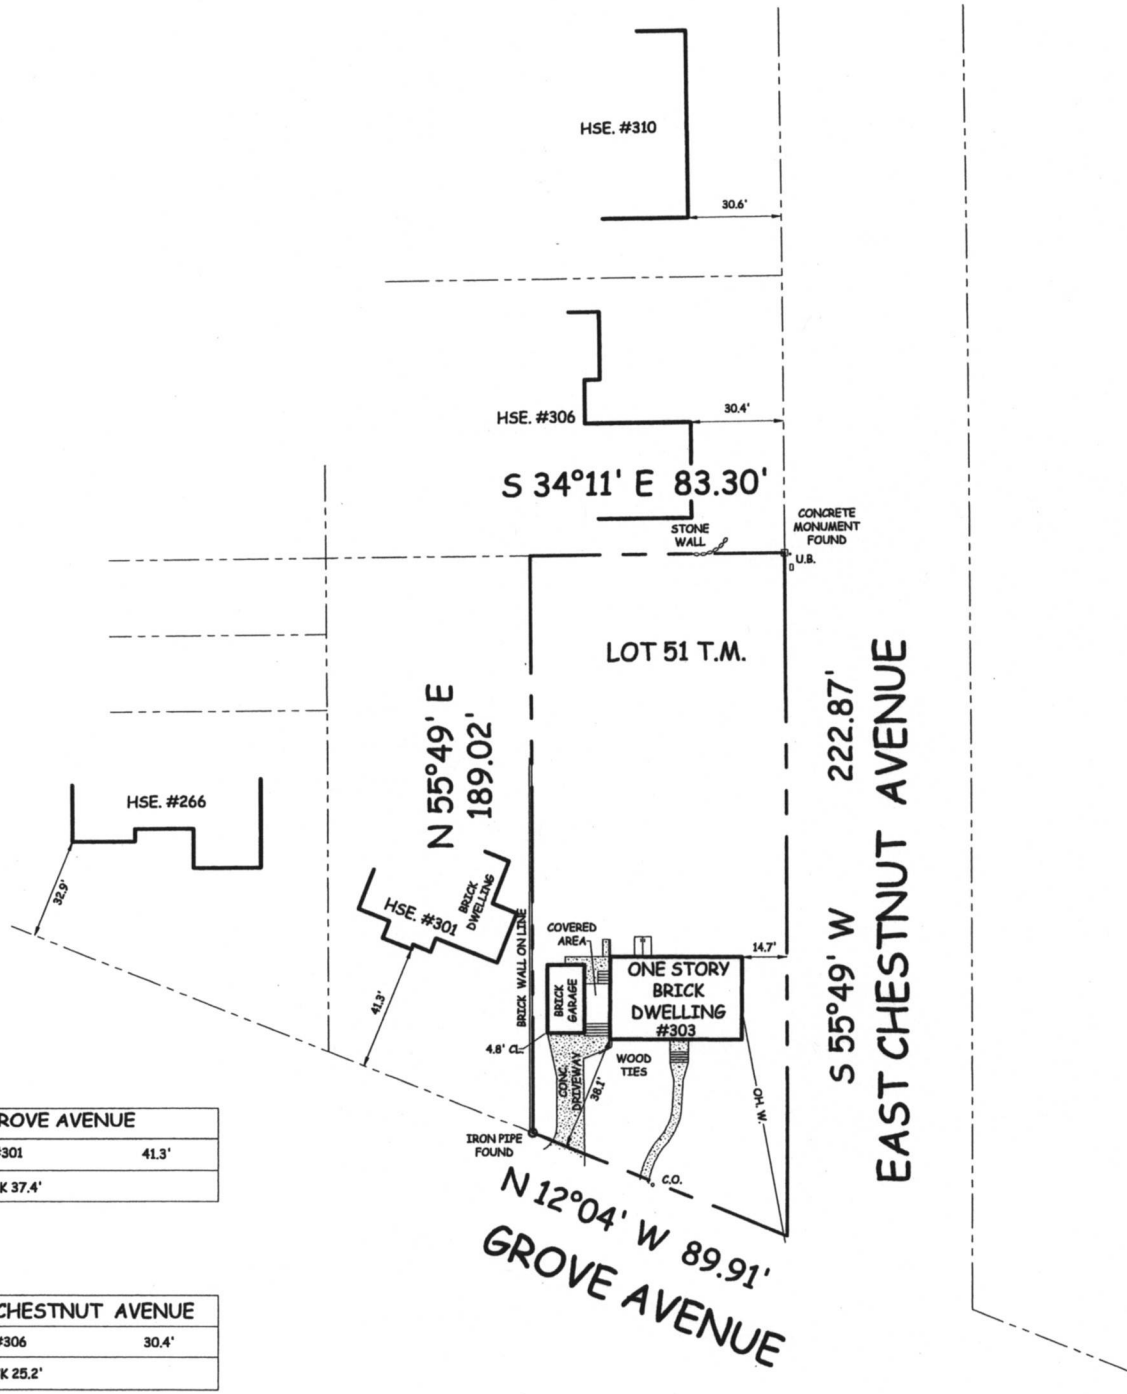 HSE. #310
30.6'
HSE. #306
30.4'
S 34°11' E 83.30'
STONE
WALL
CONCRETE
MONUMENT
FOUND
U.B.
LOT 51 T.M.
N 55°49' E
189.02'
S 55°49' W 222.87'
EAST CHESTNUT AVENUE
HSE. #266
32.9'
HSE. #301
BRICK
DWELLING
41.3'
BRICK WALL ON LINE
COVERED
AREA
14.7'
ONE STORY
BRICK
DWELLING
#303
BRICK
GARAGE
4.8' CL.
CONC.
DRIVEWAY
38.1'
WOOD
TIES
OH. W.
IRON PIPE
FOUND
C.O.
N 12°04' W 89.91'
GROVE AVENUE
ROVE AVENUE
#301 41.3'
K 37.4'
CHESTNUT AVENUE
#306 30.4'
K 25.2'